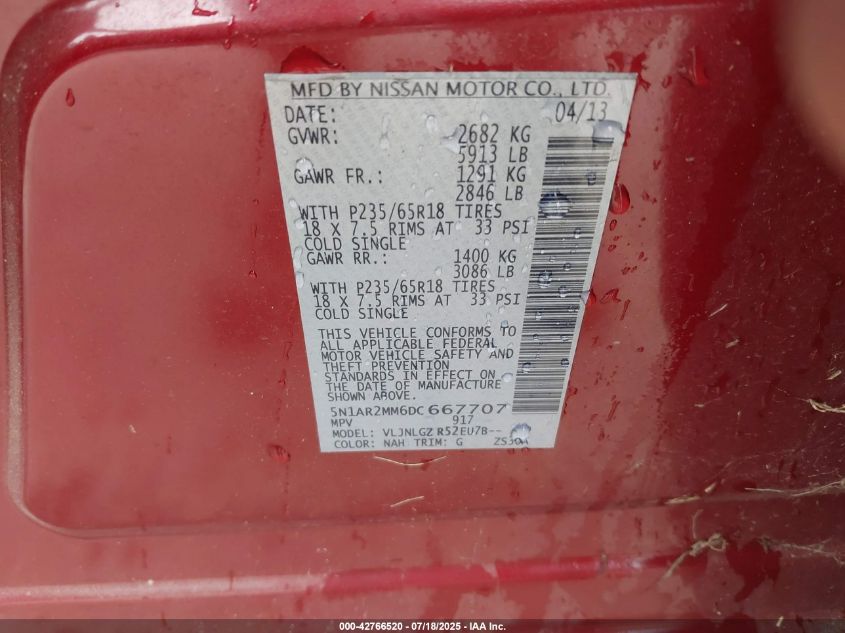 MFD BY NISSAN MOTOR CO., LTD.
DATE: 04/13
GVWR: 2682 KG
5913 LB
GAWR FR.: 1291 KG
2846 LB
WITH P235/65R18 TIRES
18 X 7.5 RIMS AT 33 PSI
COLD SINGLE
GAWR RR.: 1400 KG
3086 LB
WITH P235/65R18 TIRES
18 X 7.5 RIMS AT 33 PSI
COLD SINGLE
THIS VEHICLE CONFORMS TO
ALL APPLICABLE FEDERAL
MOTOR VEHICLE SAFETY AND
THEFT PREVENTION
STANDARDS IN EFFECT ON
THE DATE OF MANUFACTURE
SHOWN ABOVE.
5N1AR2MM6DC667707
MPV 917
MODEL: VLJNLGZ R52EU7B--
COLOR: NAH TRIM: G
000-42766520 - 07/18/2025 - IAA Inc.